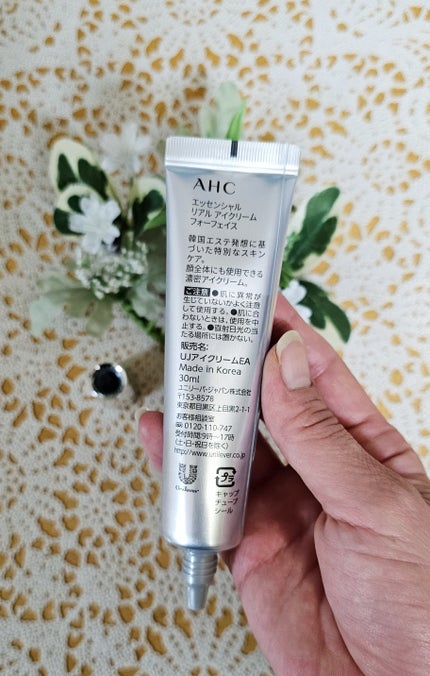 AHC
エッセンシャル
リアル アイクリーム
フォーフェイス
韓国エステ発想に基
づいた特別なスキン
ケア。
顔全体にも使用できる
濃密アイクリーム。
ご注意 ●肌に異常が
生じていないかよく注意
して使用する。●肌に合
わないときは、使用を中
止する。●直射日光の当
たる場所には置かない。
販売名:
UJアイクリームEA
Made in Korea
30ml
ユニリーバ・ジャパン株式会社
〒153-8578
東京都目黒区上目黒2-1-1
お客様相談室
☎ 0120-110-747
受付時間:9時~17時
(土・日・祝日を除く)
http://www.unilever.co.jp
Unilever
プラ
キャップ
チューブ
シール